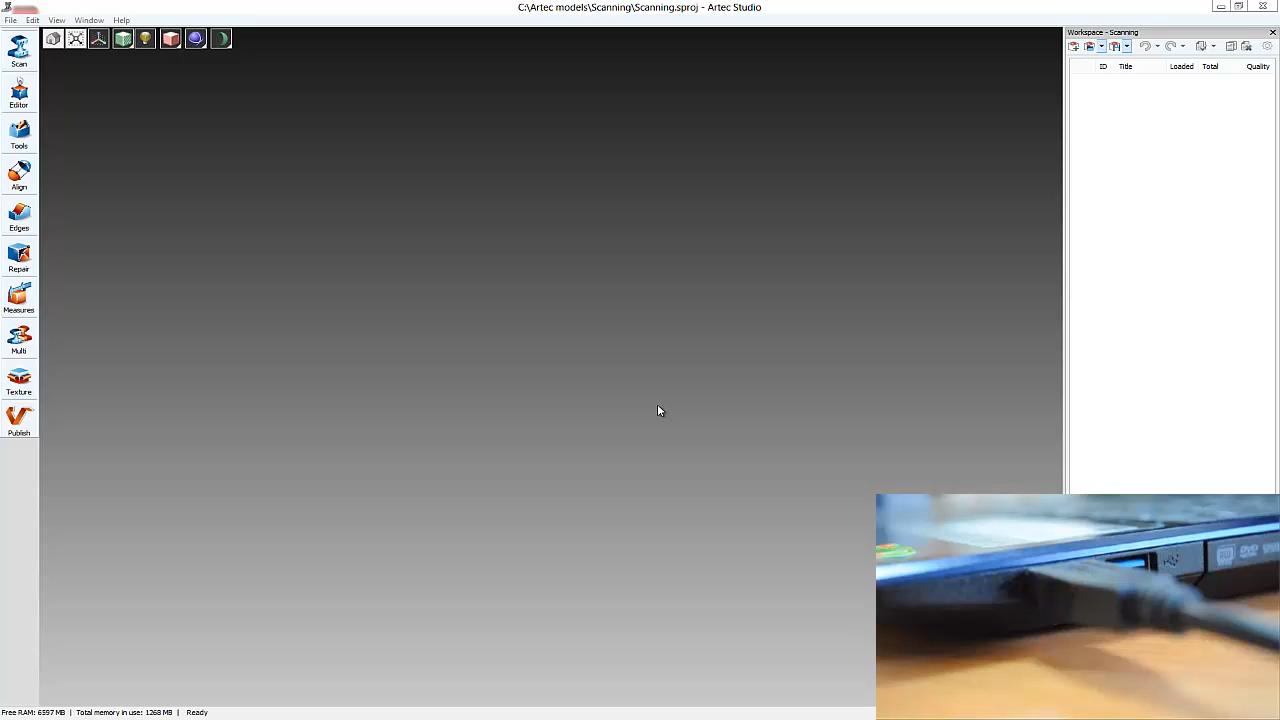 C:\Artec models\Scanning\Scanning.sproj - Artec Studio
File Edit View Window Help
Workspace - Scanning
ID Title Loaded Total Quality
Scan
Editor
Tools
Align
Edges
Repair
Measures
Multi
Texture
Publish
Free RAM: 6597 MB | Total memory in use: 1268 MB | Ready